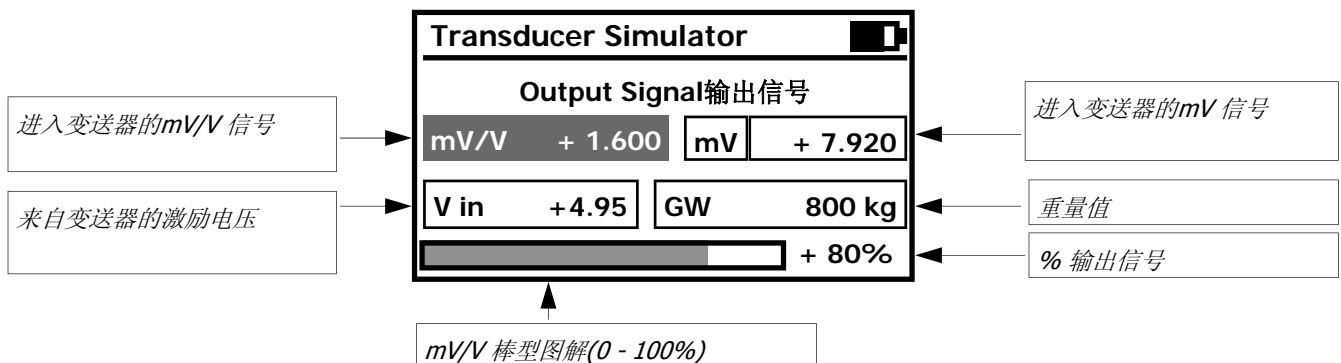 Transducer Simulator
Output Signal输出信号
进入变送器的mV/V 信号
mV/V + 1.600 mV + 7.920
进入变送器的mV 信号
来自变送器的激励电压
V in +4.95 GW 800 kg
重量值
+ 80%
% 输出信号
mV/V 棒型图解(0 - 100%)